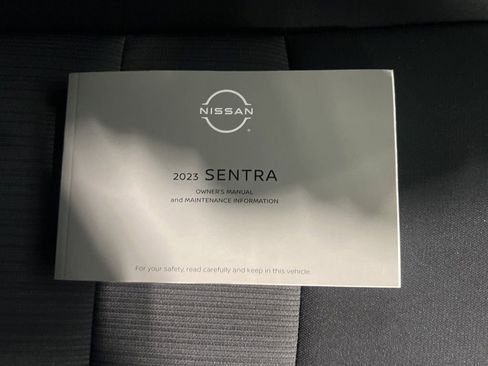 NISSAN
®
2023 SENTRA
OWNER'S MANUAL
and MAINTENANCE INFORMATION
For your safety, read carefully and keep in this vehicle.